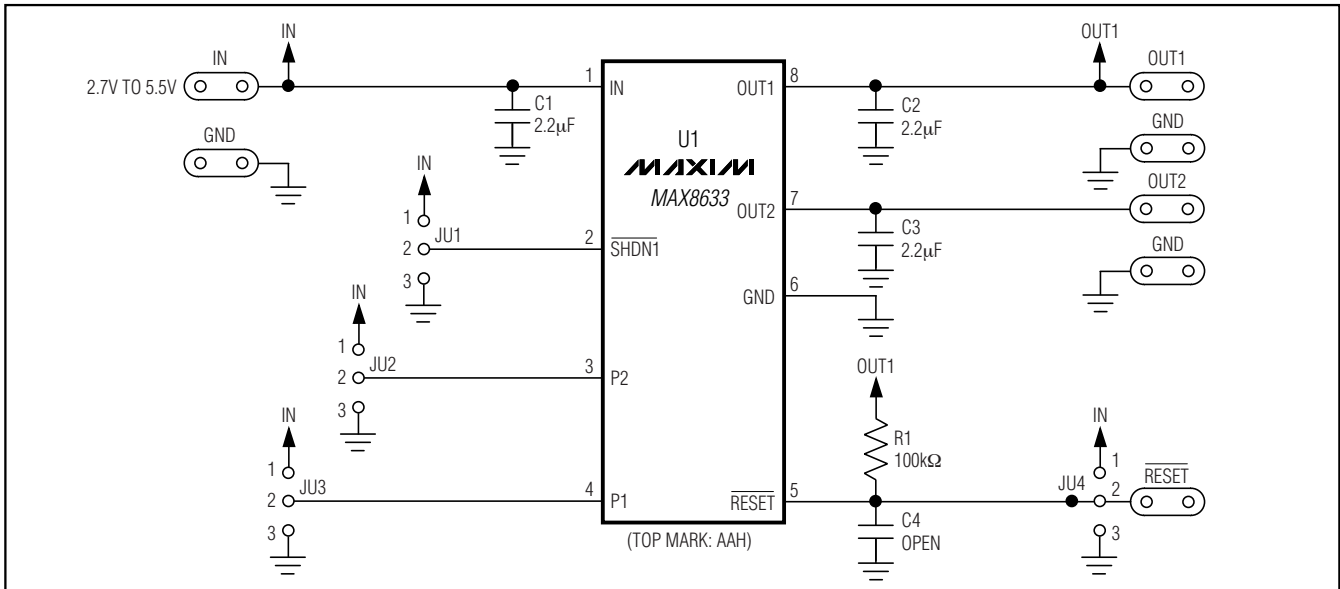 IN
OUT1
IN
OUT1
2.7V TO 5.5V
1
IN
OUT1
8
C1
2.2μF
C2
2.2μF
GND
U1
GND
MAXIM
MAX8633
IN
OUT2
7
OUT2
1
2
JU1
2
SHDN1
C3
2.2μF
3
GND
6
GND
IN
1
2
JU2
3
P2
OUT1
3
IN
IN
R1
100kΩ
1
1
2
JU3
4
P1
RESET
5
JU4
2
RESET
3
C4
OPEN
3
(TOP MARK: AAH)